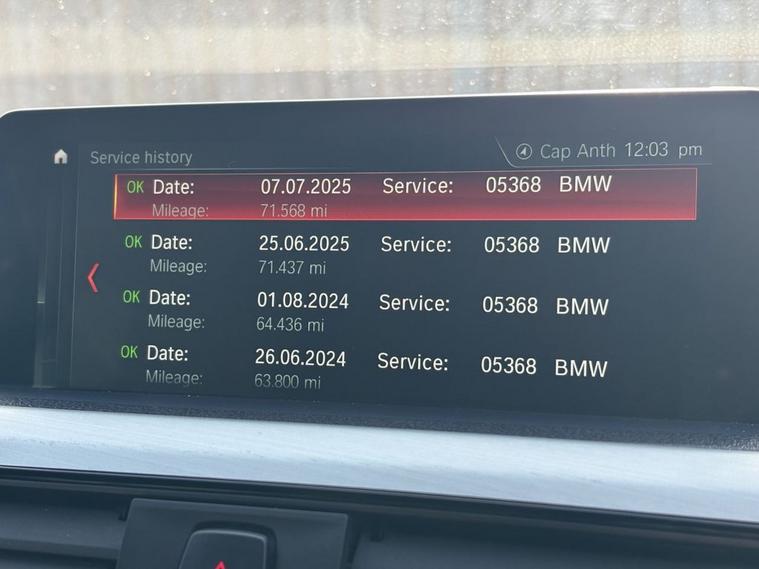 Service history Cap Anth 12:03 pm
OK Date: 07.07.2025 Service: 05368 BMW
Mileage: 71.568 mi
OK Date: 25.06.2025 Service: 05368 BMW
Mileage: 71.437 mi
OK Date: 01.08.2024 Service: 05368 BMW
Mileage: 64.436 mi
OK Date: 26.06.2024 Service: 05368 BMW
Mileage: 63.800 mi